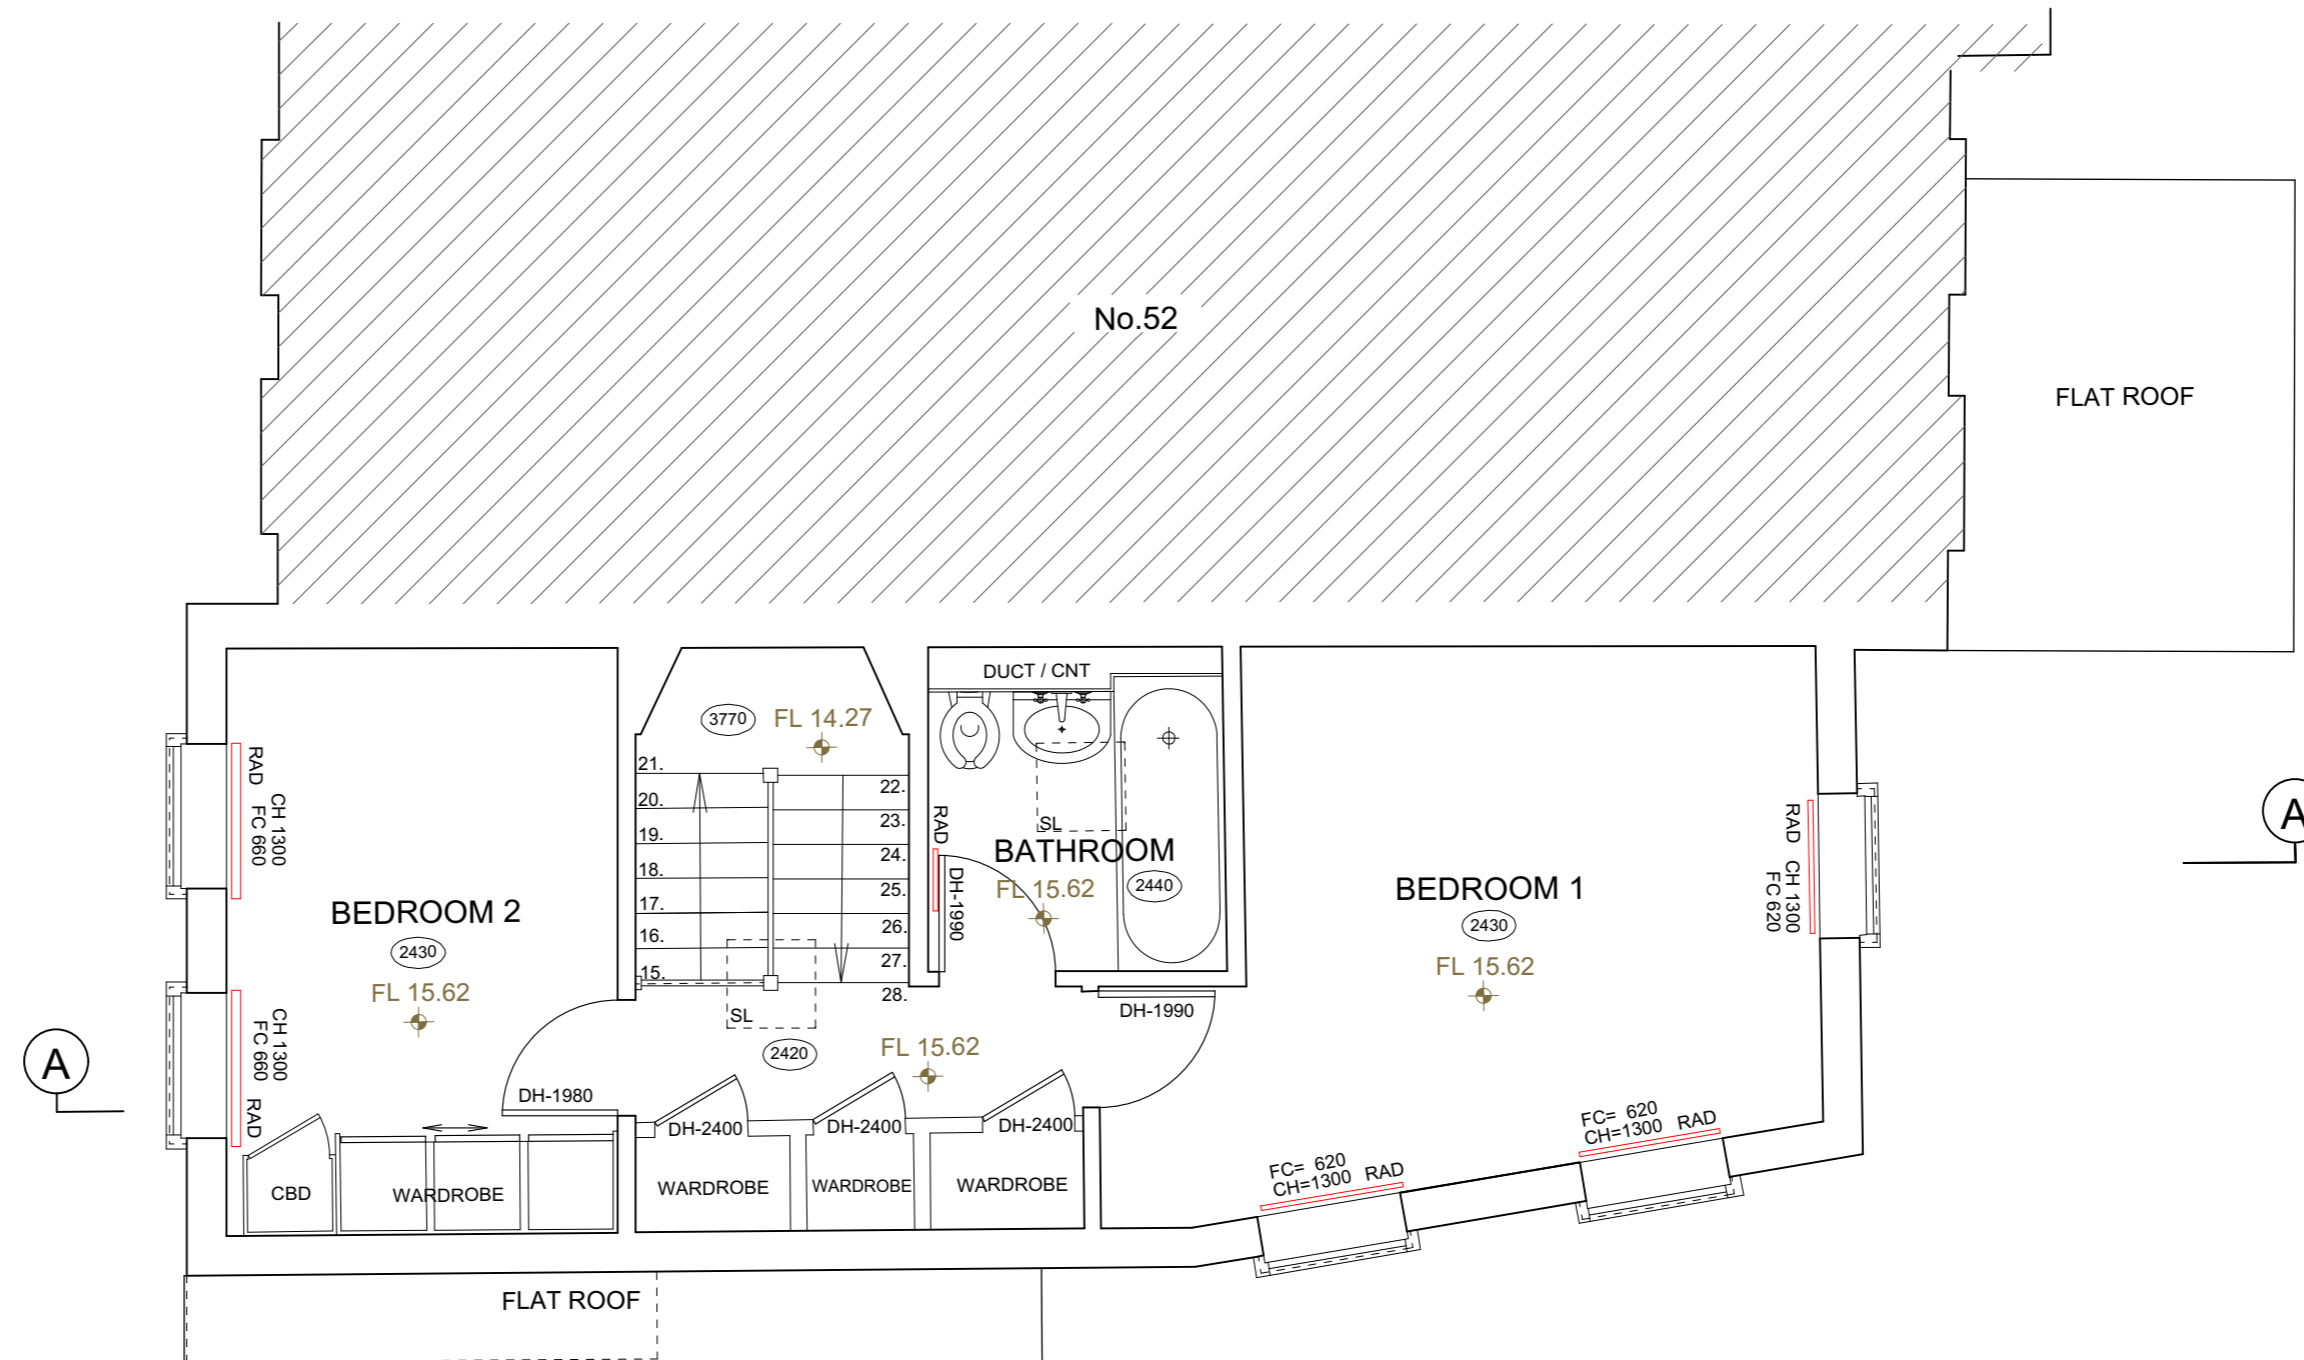 No.52
FLAT ROOF
DUCT / CNT
3770
FL 14.27
21.
20.
19.
18.
17.
16.
15.
22.
23.
24.
25.
26.
27.
28.
SL
RAD
DH-1990
SL
BATHROOM
FL 15.62
2440
RAD
CH 1300
FC 660
BEDROOM 2
2430
FL 15.62
CH 1300
FC 660
RAD
BEDROOM 1
2430
FL 15.62
RAD
CH 1300
FC 620
A
A
DH-1990
2420
FL 15.62
DH-1980
DH-2400
DH-2400
DH-2400
CBD
WARDROBE
WARDROBE
WARDROBE
WARDROBE
FC= 620
CH=1300 RAD
FC= 620
CH=1300 RAD
FLAT ROOF